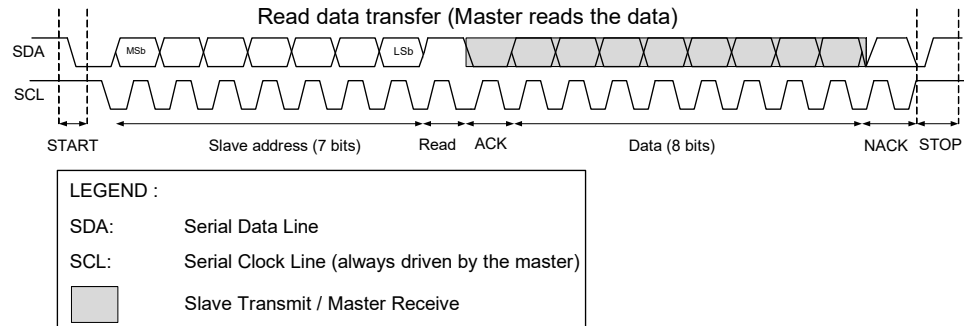 Read data transfer (Master reads the data)
SDA MSb LSb
SCL
START Slave address (7 bits) Read ACK Data (8 bits) NACK STOP
LEGEND :
SDA: Serial Data Line
SCL: Serial Clock Line (always driven by the master)
Slave Transmit / Master Receive